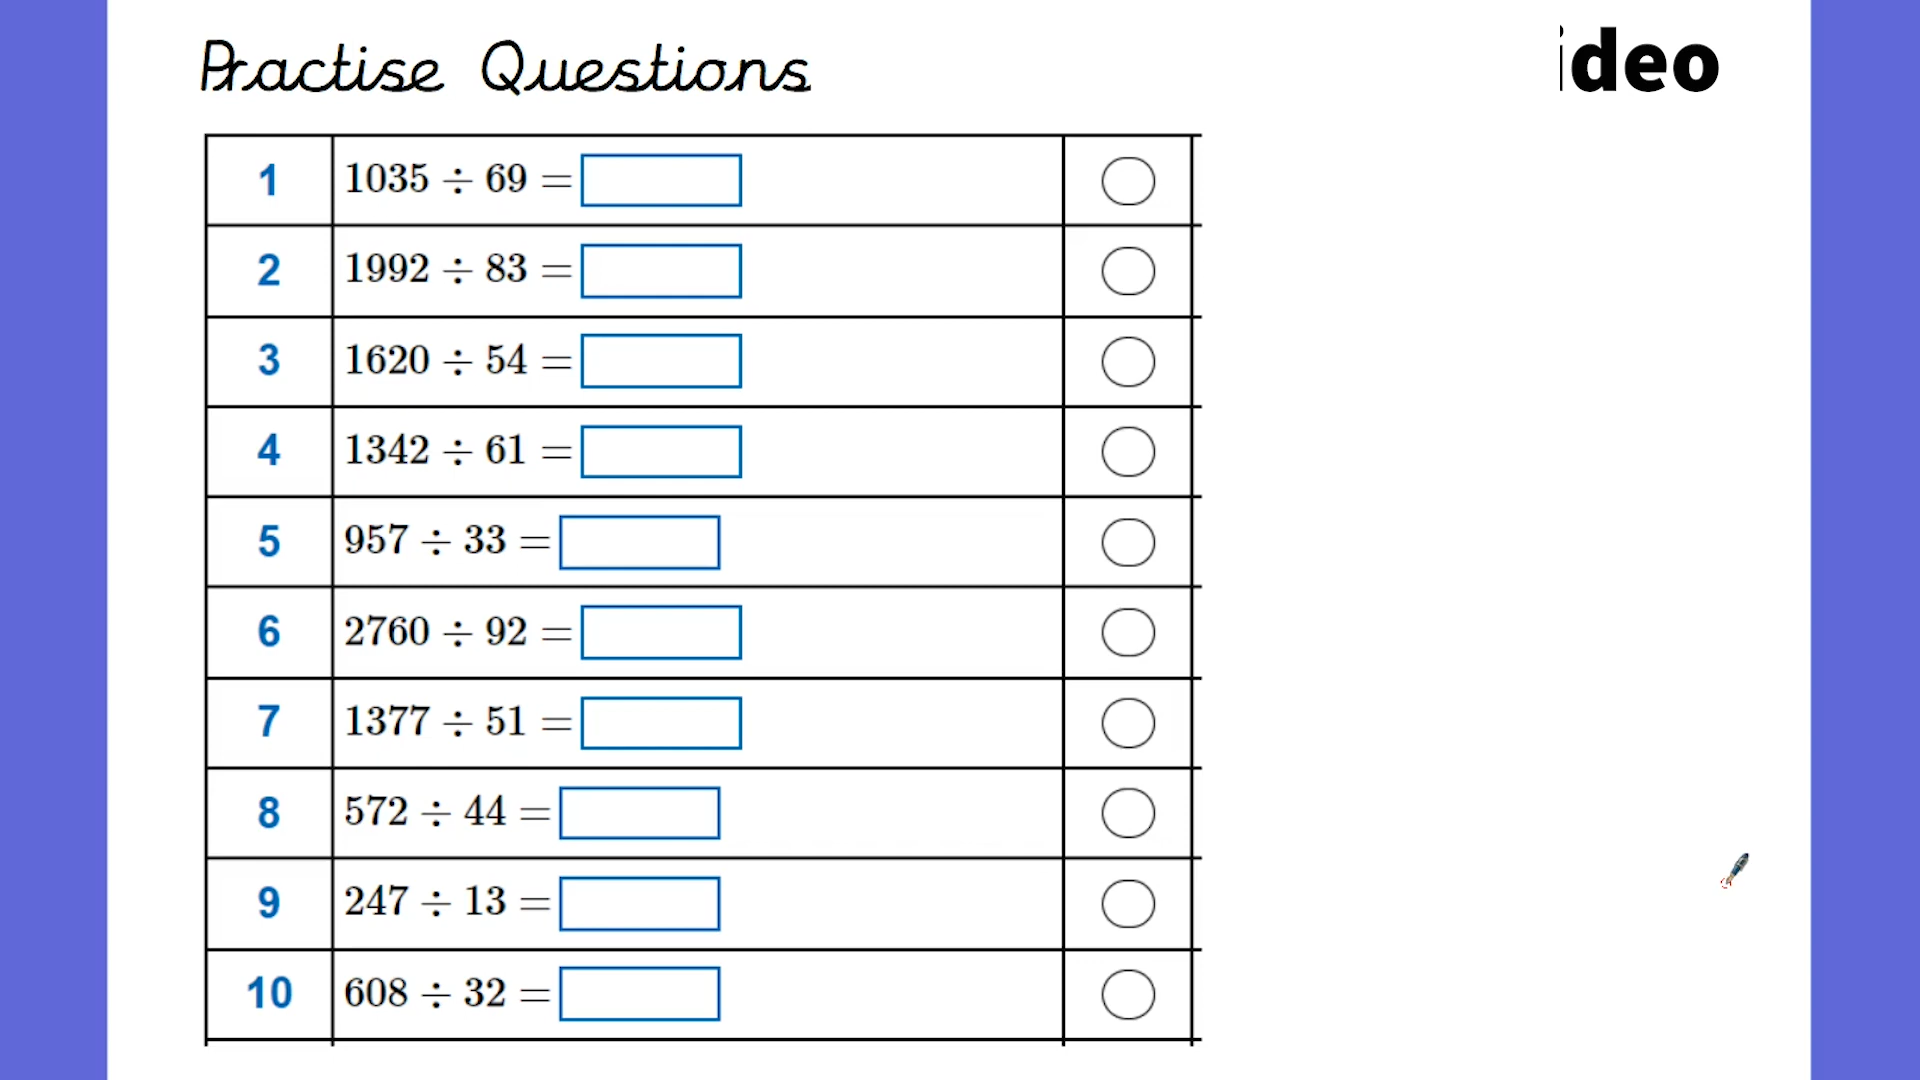 Practise Questions
ideo
1 1035 ÷ 69 =
2 1992 ÷ 83 =
3 1620 ÷ 54 =
4 1342 ÷ 61 =
5 957 ÷ 33 =
6 2760 ÷ 92 =
7 1377 ÷ 51 =
8 572 ÷ 44 =
9 247 ÷ 13 =
10 608 ÷ 32 =